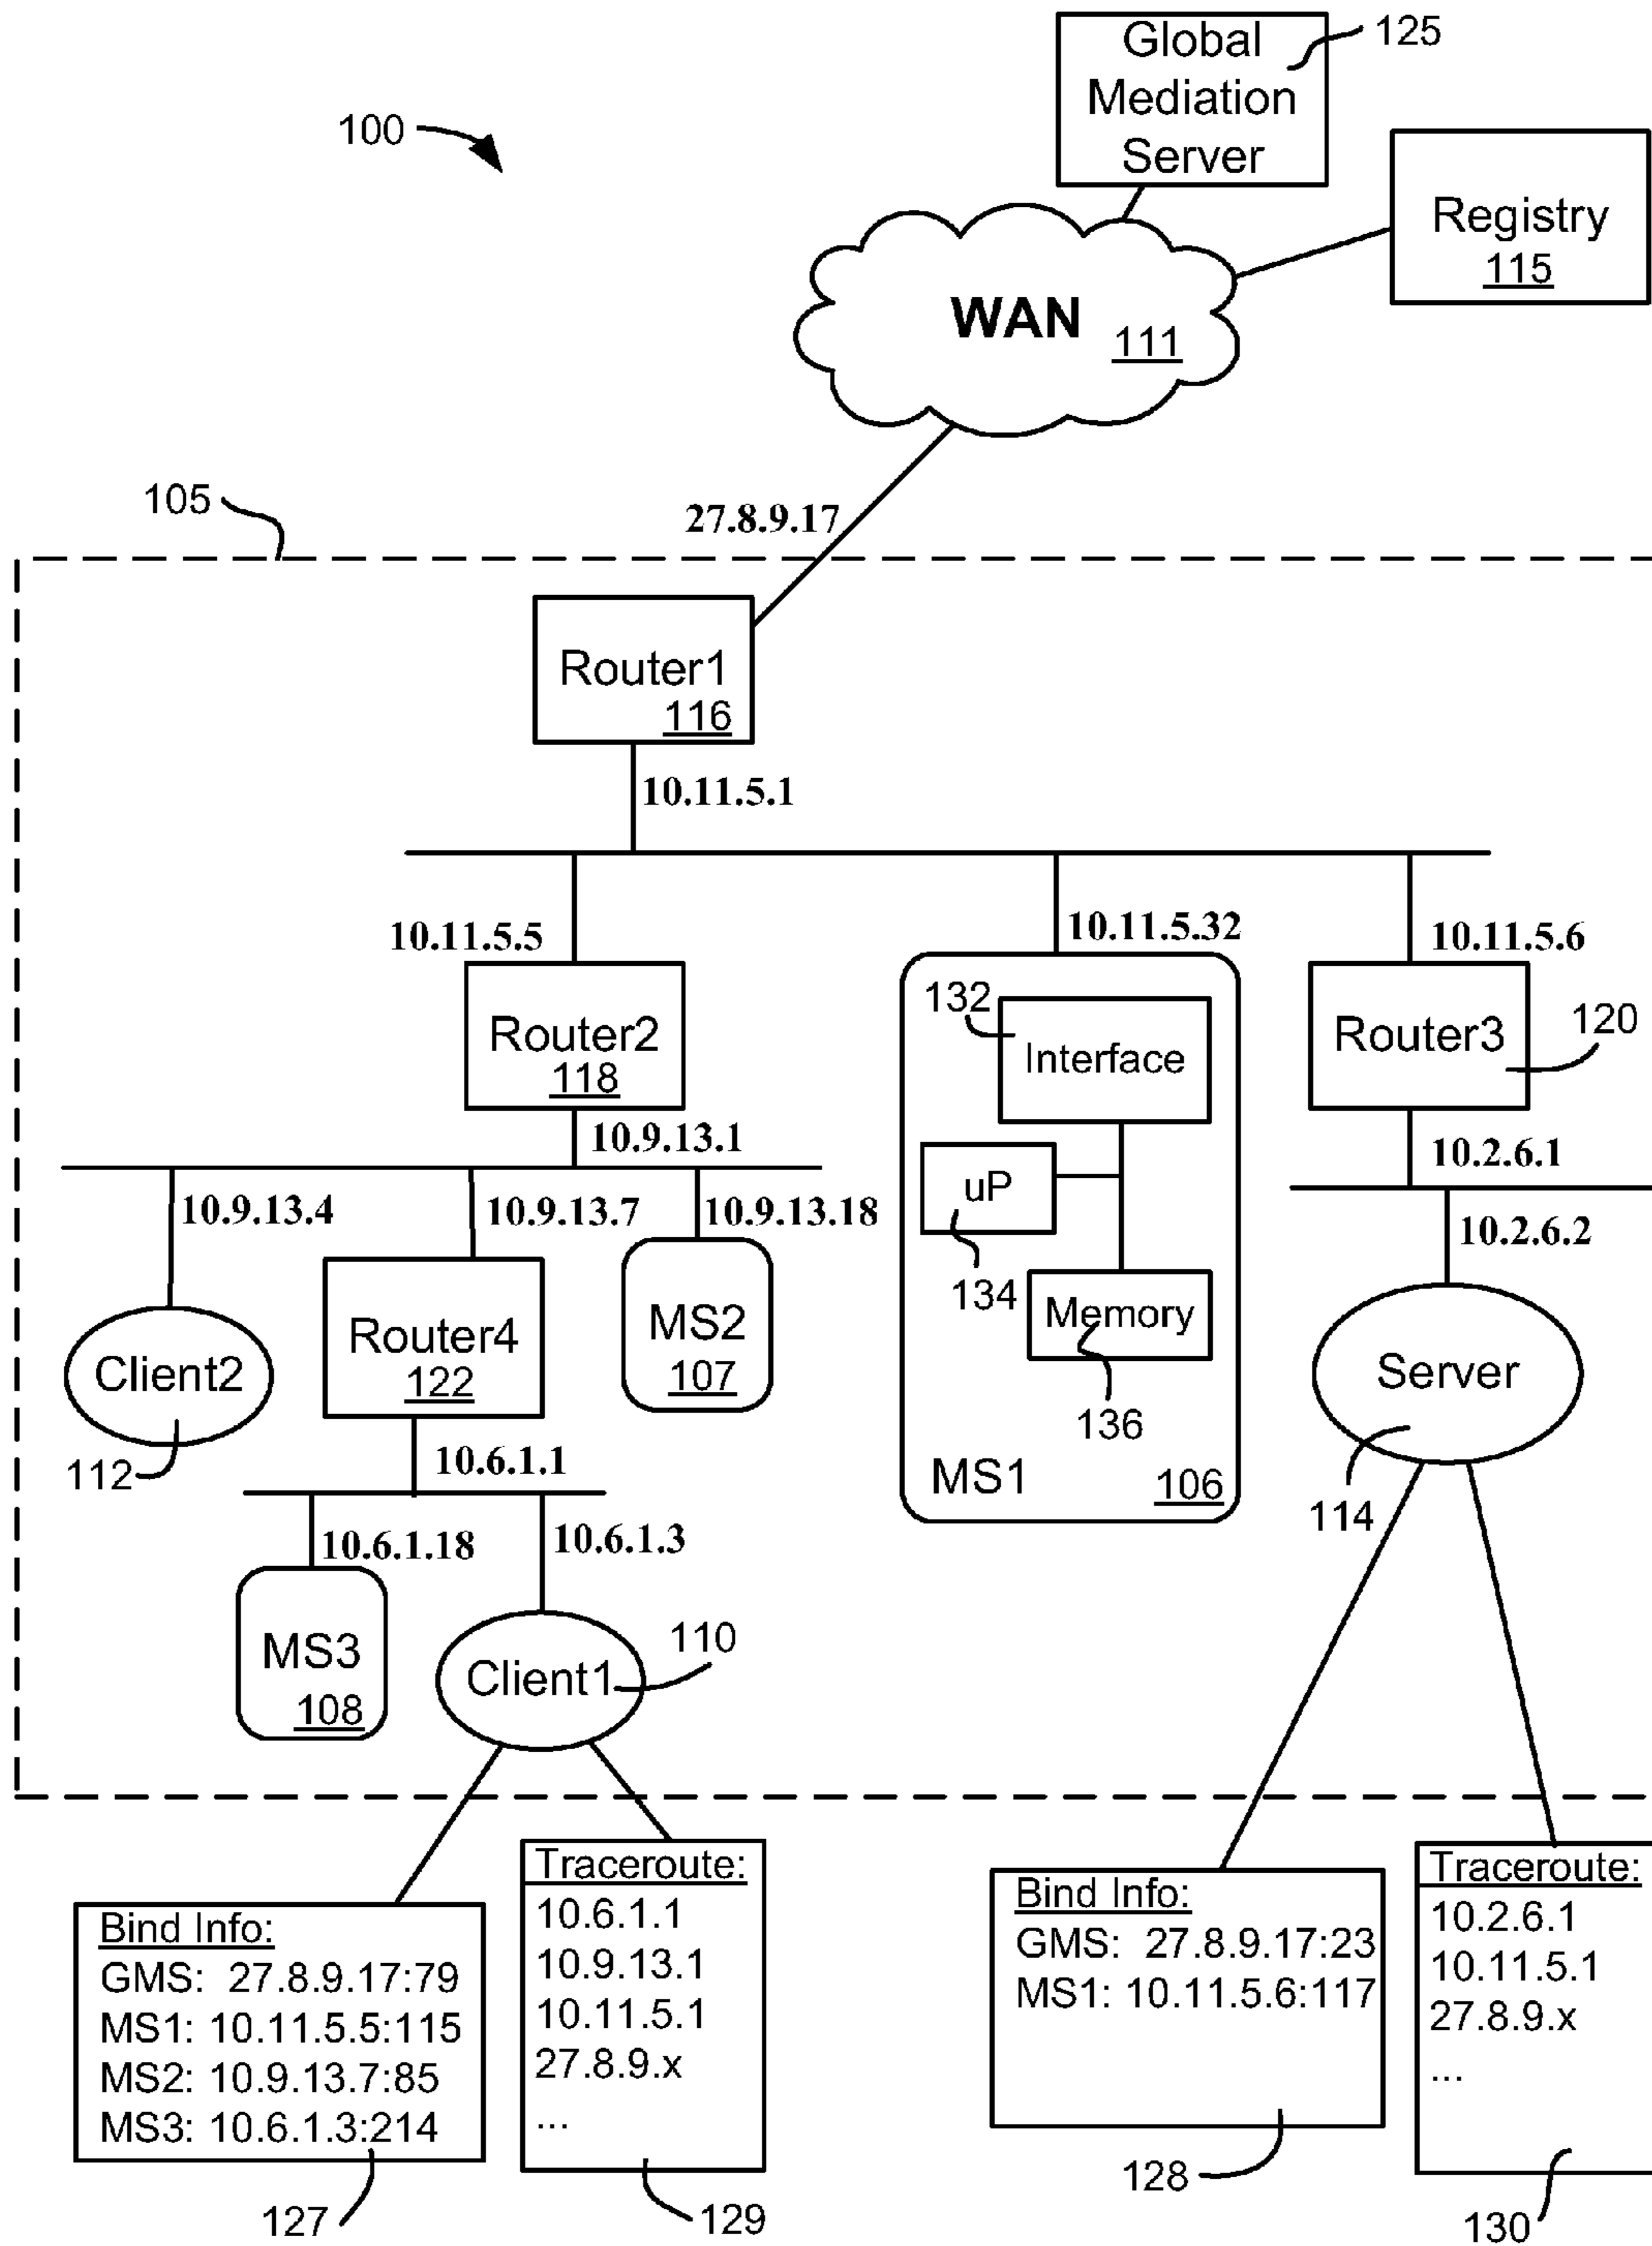 Global
Mediation
Server
125
100
Registry
115
WAN
111
105
27.8.9.17
Router1
116
10.11.5.1
10.11.5.5
10.11.5.32
10.11.5.6
Router2
118
132
Interface
Router3
120
10.9.13.1
uP
134
10.2.6.1
10.9.13.4
10.9.13.7
10.9.13.18
10.2.6.2
Client2
112
Router4
122
MS2
107
Memory
136
Server
114
MS1
106
10.6.1.1
10.6.1.18
10.6.1.3
MS3
108
Client1
110
Bind Info:
GMS: 27.8.9.17:79
MS1: 10.11.5.5:115
MS2: 10.9.13.7:85
MS3: 10.6.1.3:214
127
Traceroute:
10.6.1.1
10.9.13.1
10.11.5.1
27.8.9.x
...
129
Bind Info:
GMS: 27.8.9.17:23
MS1: 10.11.5.6:117
128
Traceroute:
10.2.6.1
10.11.5.1
27.8.9.x
...
130